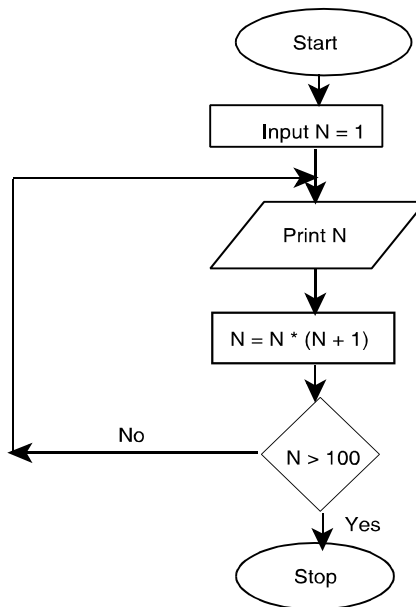 Start
Input N = 1
Print N
N = N * (N + 1)
No
N > 100
Yes
Stop